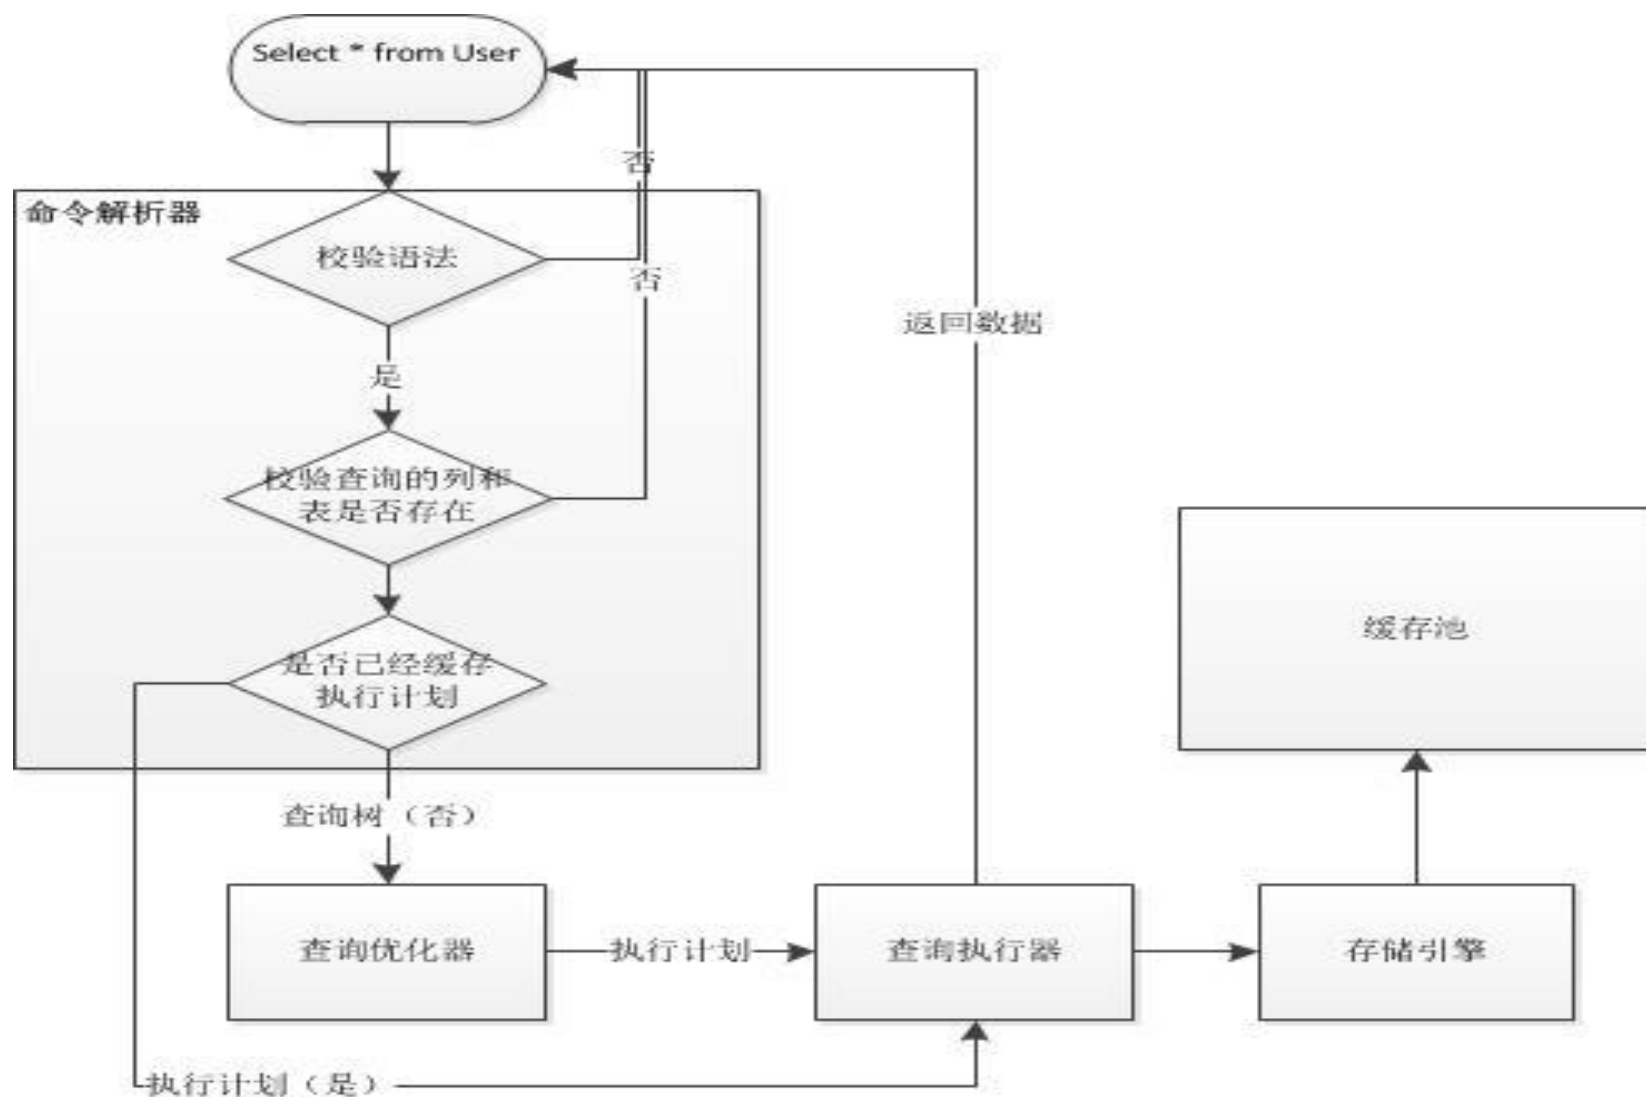 Select * from User
否
命令解析器
校验语法
否
返回数据
是
校验查询的列和
表是否存在
缓存池
是否已经缓存
执行计划
查询树（否）
查询优化器
执行计划
查询执行器
存储引擎
执行计划（是）